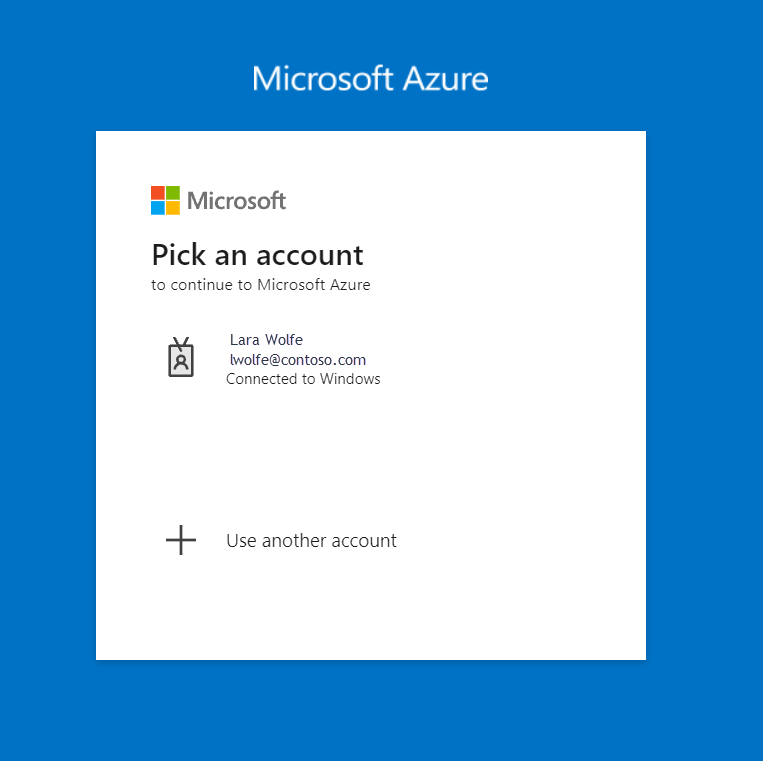 Microsoft Azure
Microsoft
Pick an account
to continue to Microsoft Azure
Lara Wolfe
lwolfe@contoso.com
Connected to Windows
Use another account